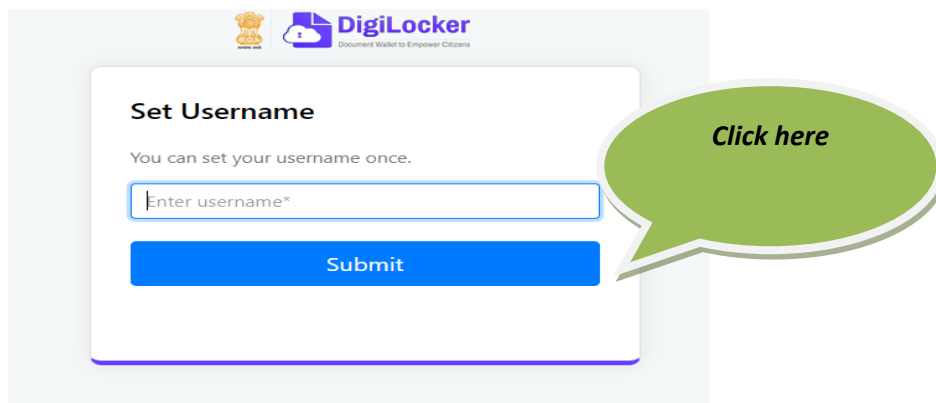 DigiLocker
Document Wallet to Empower Citizens
Set Username
You can set your username once.
Click here
Enter username*
Submit